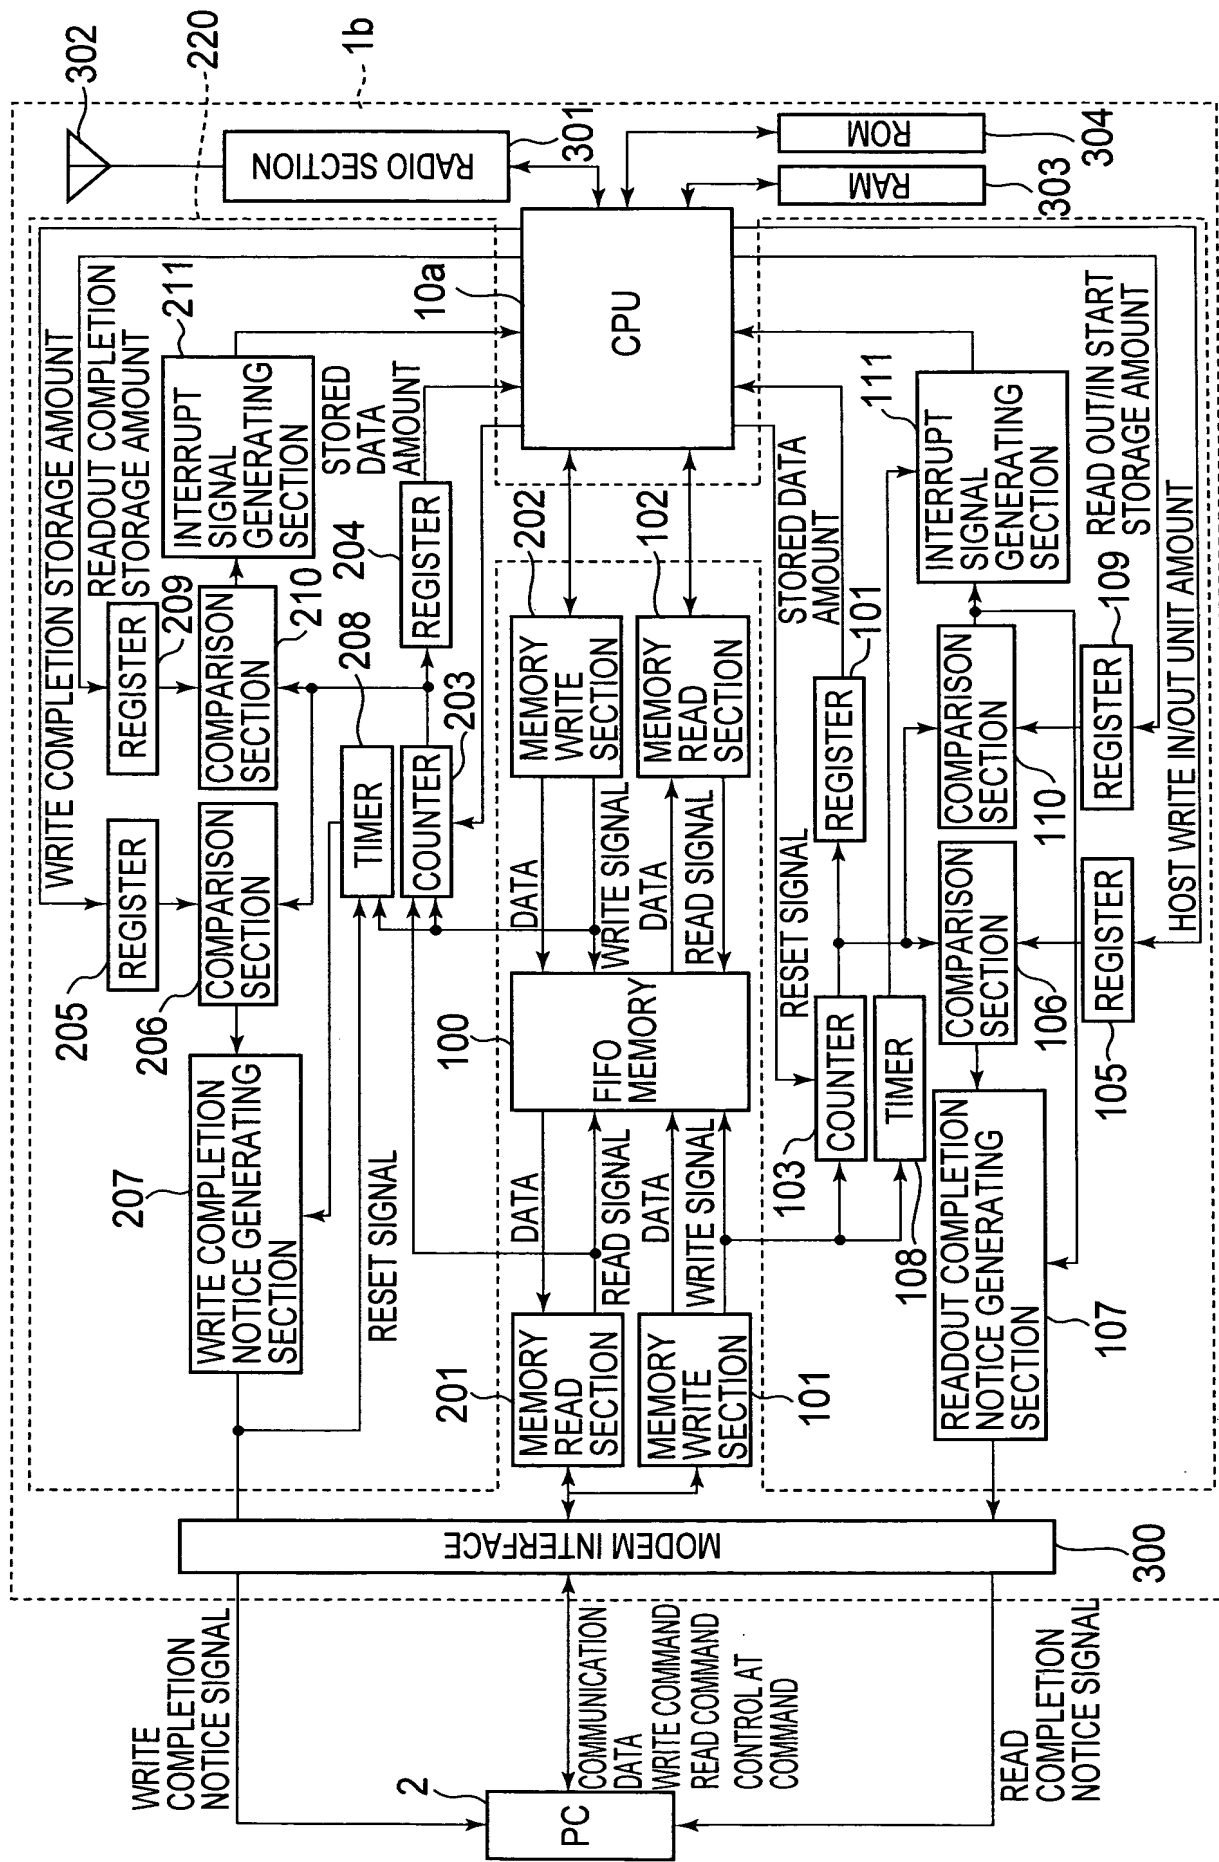 302
220
1b
RADIO SECTION
301
ROM
304
RAM
303
WRITE COMPLETION STORAGE AMOUNT
READOUT COMPLETION
STORAGE AMOUNT
211
INTERRUPT
SIGNAL
GENERATING
SECTION
10a
CPU
STORED
DATA
AMOUNT
REGISTER
209
COMPARISON
SECTION
210
204
REGISTER
208
TIMER
COUNTER
203
REGISTER
205
COMPARISON
SECTION
206
WRITE COMPLETION
NOTICE GENERATING
SECTION
207
RESET SIGNAL
202
MEMORY
WRITE
SECTION
102
MEMORY
READ
SECTION
DATA
WRITE SIGNAL
DATA
READ SIGNAL
100
FIFO
MEMORY
DATA
READ SIGNAL
DATA
WRITE SIGNAL
201
MEMORY
READ
SECTION
MEMORY
WRITE
SECTION
101
STORED DATA
AMOUNT
RESET SIGNAL
REGISTER
101
COUNTER
103
TIMER
108
111
INTERRUPT
SIGNAL
GENERATING
SECTION
READ OUT/IN START
STORAGE AMOUNT
HOST WRITE IN/OUT UNIT AMOUNT
COMPARISON
SECTION
110
REGISTER
109
COMPARISON
SECTION
106
REGISTER
105
READOUT COMPLETION
NOTICE GENERATING
SECTION
107
MODEM INTERFACE
300
WRITE
COMPLETION
NOTICE SIGNAL
2
PC
COMMUNICATION
DATA
WRITE COMMAND
READ COMMAND
CONTROL AT
COMMAND
READ
COMPLETION
NOTICE SIGNAL